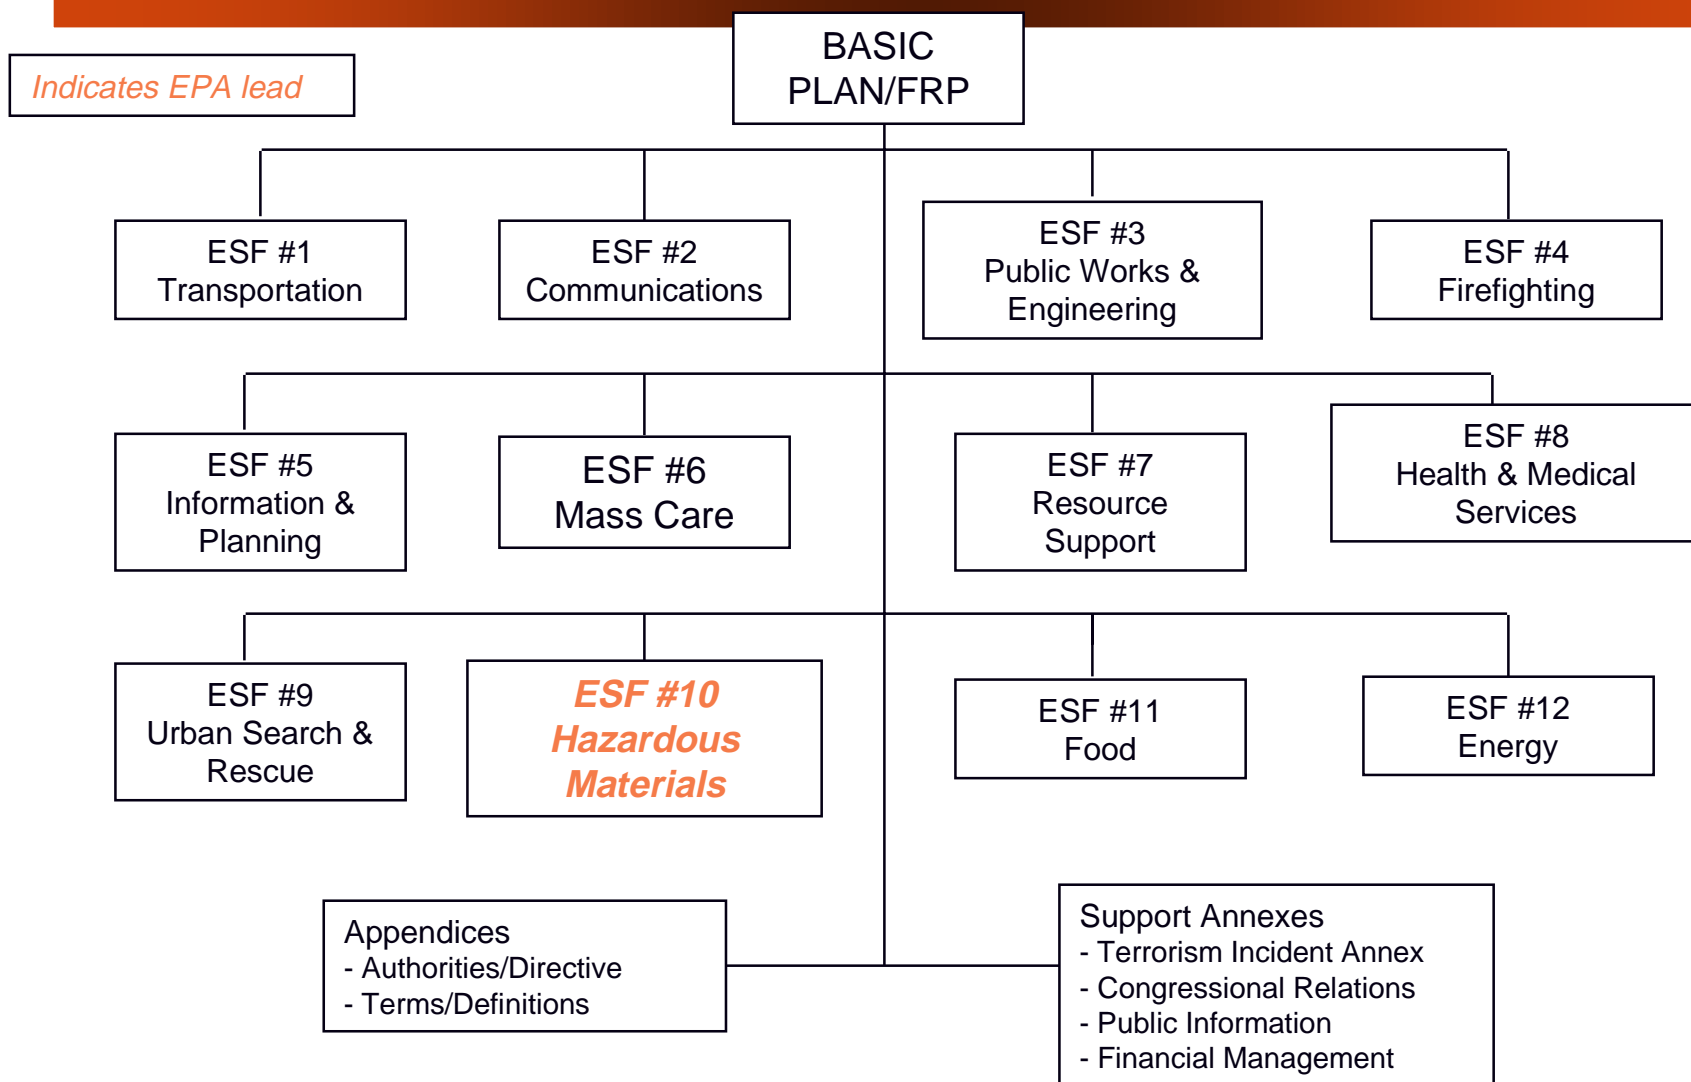 BASIC
PLAN/FRP
Indicates EPA lead
ESF #1
Transportation
ESF #2
Communications
ESF #3
Public Works &
Engineering
ESF #4
Firefighting
ESF #5
Information &
Planning
ESF #6
Mass Care
ESF #7
Resource
Support
ESF #8
Health & Medical
Services
ESF #9
Urban Search &
Rescue
ESF #10
Hazardous
Materials
ESF #11
Food
ESF #12
Energy
Appendices
- Authorities/Directive
- Terms/Definitions
Support Annexes
- Terrorism Incident Annex
- Congressional Relations
- Public Information
- Financial Management